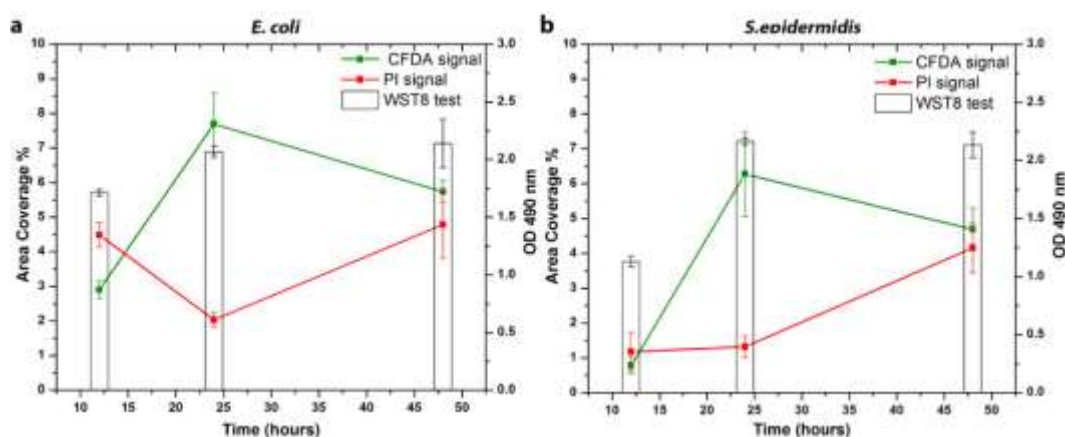 a
E. coli
CFDA signal
PI signal
WST8 test
Area Coverage %
10
9
8
7
6
5
4
3
2
1
0
3.0
2.5
2.0
1.5
1.0
0.5
0.0
OD 490 nm
10 15 20 25 30 35 40 45 50
Time (hours)
b
S.epidermidis
CFDA signal
PI signal
WST8 test
Area Coverage %
10
9
8
7
6
5
4
3
2
1
0
3.0
2.5
2.0
1.5
1.0
0.5
0.0
OD 490 nm
10 15 20 25 30 35 40 45 50
Time (hours)